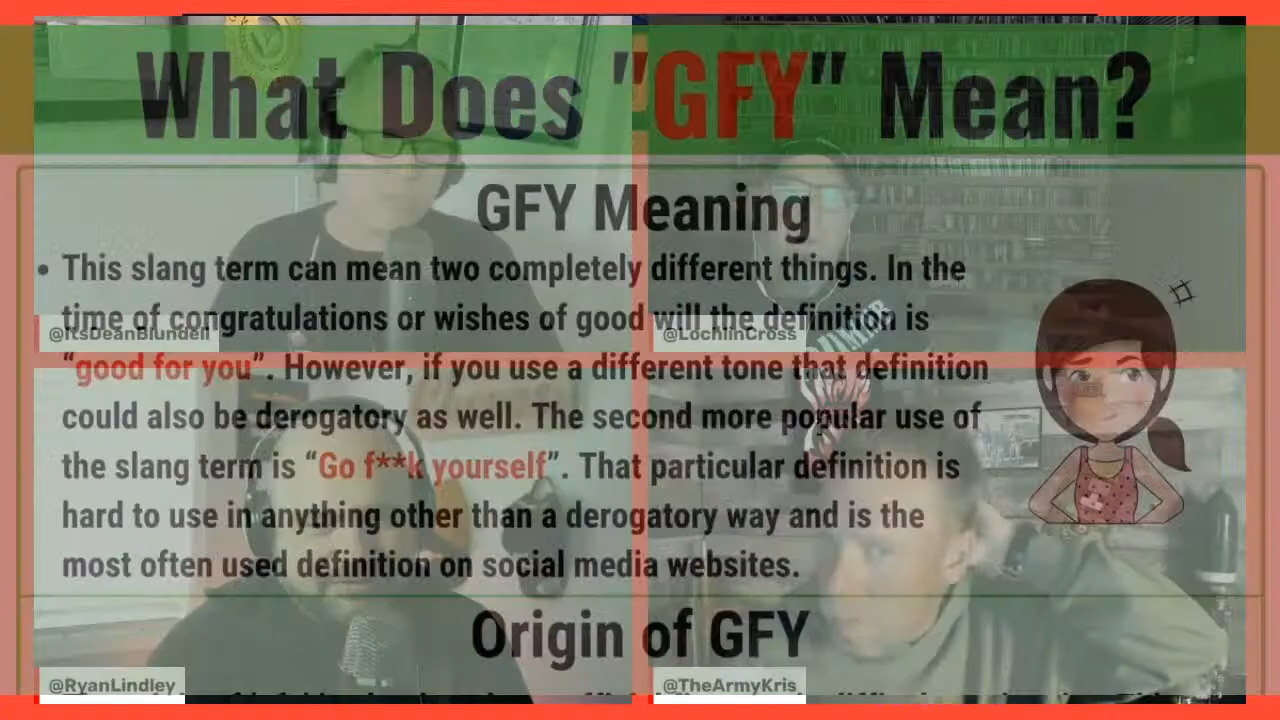 What Does "GFY" Mean?
GFY Meaning
• This slang term can mean two completely different things. In the
time of congratulations or wishes of good will the definition is
@ItsDeanBlundell
@LochlinCross
“good for you”. However, if you use a different tone that definition
could also be derogatory as well. The second more popular use of
the slang term is “Go f**k yourself”. That particular definition is
hard to use in anything other than a derogatory way and is the
most often used definition on social media websites.
Origin of GFY
@RyanLindley
@TheArmyKris